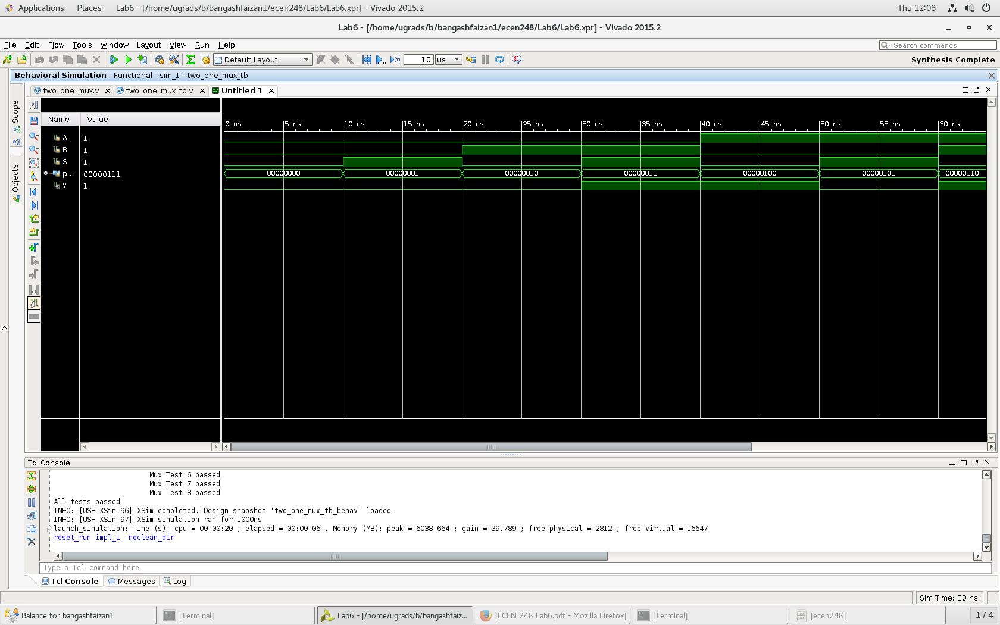 Applications Places Lab6 - [/home/ugrads/b/bangashfaizan1/ecen248/Lab6/Lab6.xpr] - Vivado 2015.2 Thu 12:08
Lab6 - [/home/ugrads/b/bangashfaizan1/ecen248/Lab6/Lab6.xpr] - Vivado 2015.2
File Edit Flow Tools Window Layout View Run Help Search commands
Default Layout 10 us Synthesis Complete
Behavioral Simulation - Functional - sim_1 - two_one_mux_tb
two_one_mux.v two_one_mux_tb.v Untitled 1
Scope
Objects
Name Value
0 ns 5 ns 10 ns 15 ns 20 ns 25 ns 30 ns 35 ns 40 ns 45 ns 50 ns 55 ns 60 ns
A 1
B 1
S 1
p... 00000111 00000000 00000001 00000010 00000011 00000100 00000101 00000110
Y 1
Tcl Console
Mux Test 6 passed
Mux Test 7 passed
Mux Test 8 passed
All tests passed
INFO: [USF-XSim-96] XSim completed. Design snapshot 'two_one_mux_tb_behav' loaded.
INFO: [USF-XSim-97] XSim simulation ran for 1000ns
launch_simulation: Time (s): cpu = 00:00:20 ; elapsed = 00:00:06 . Memory (MB): peak = 6038.664 ; gain = 39.789 ; free physical = 2812 ; free virtual = 16647
reset_run impl_1 -noclean_dir
Type a Tcl command here
Tcl Console Messages Log
Sim Time: 80 ns
Balance for bangashfaizan1 [Terminal] Lab6 - [/home/ugrads/b/bangashfaiz... [ECEN 248 Lab6.pdf - Mozilla Firefox] [Terminal] [ecen248] 1 / 4